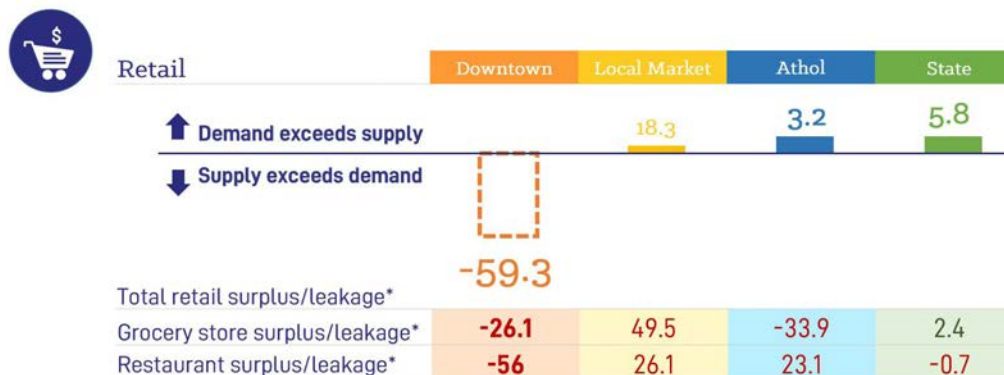 $
Retail Downtown Local Market Athol State
Demand exceeds supply 18.3 3.2 5.8
Supply exceeds demand
-59.3
Total retail surplus/leakage*
Grocery store surplus/leakage* -26.1 49.5 -33.9 2.4
Restaurant surplus/leakage* -56 26.1 23.1 -0.7